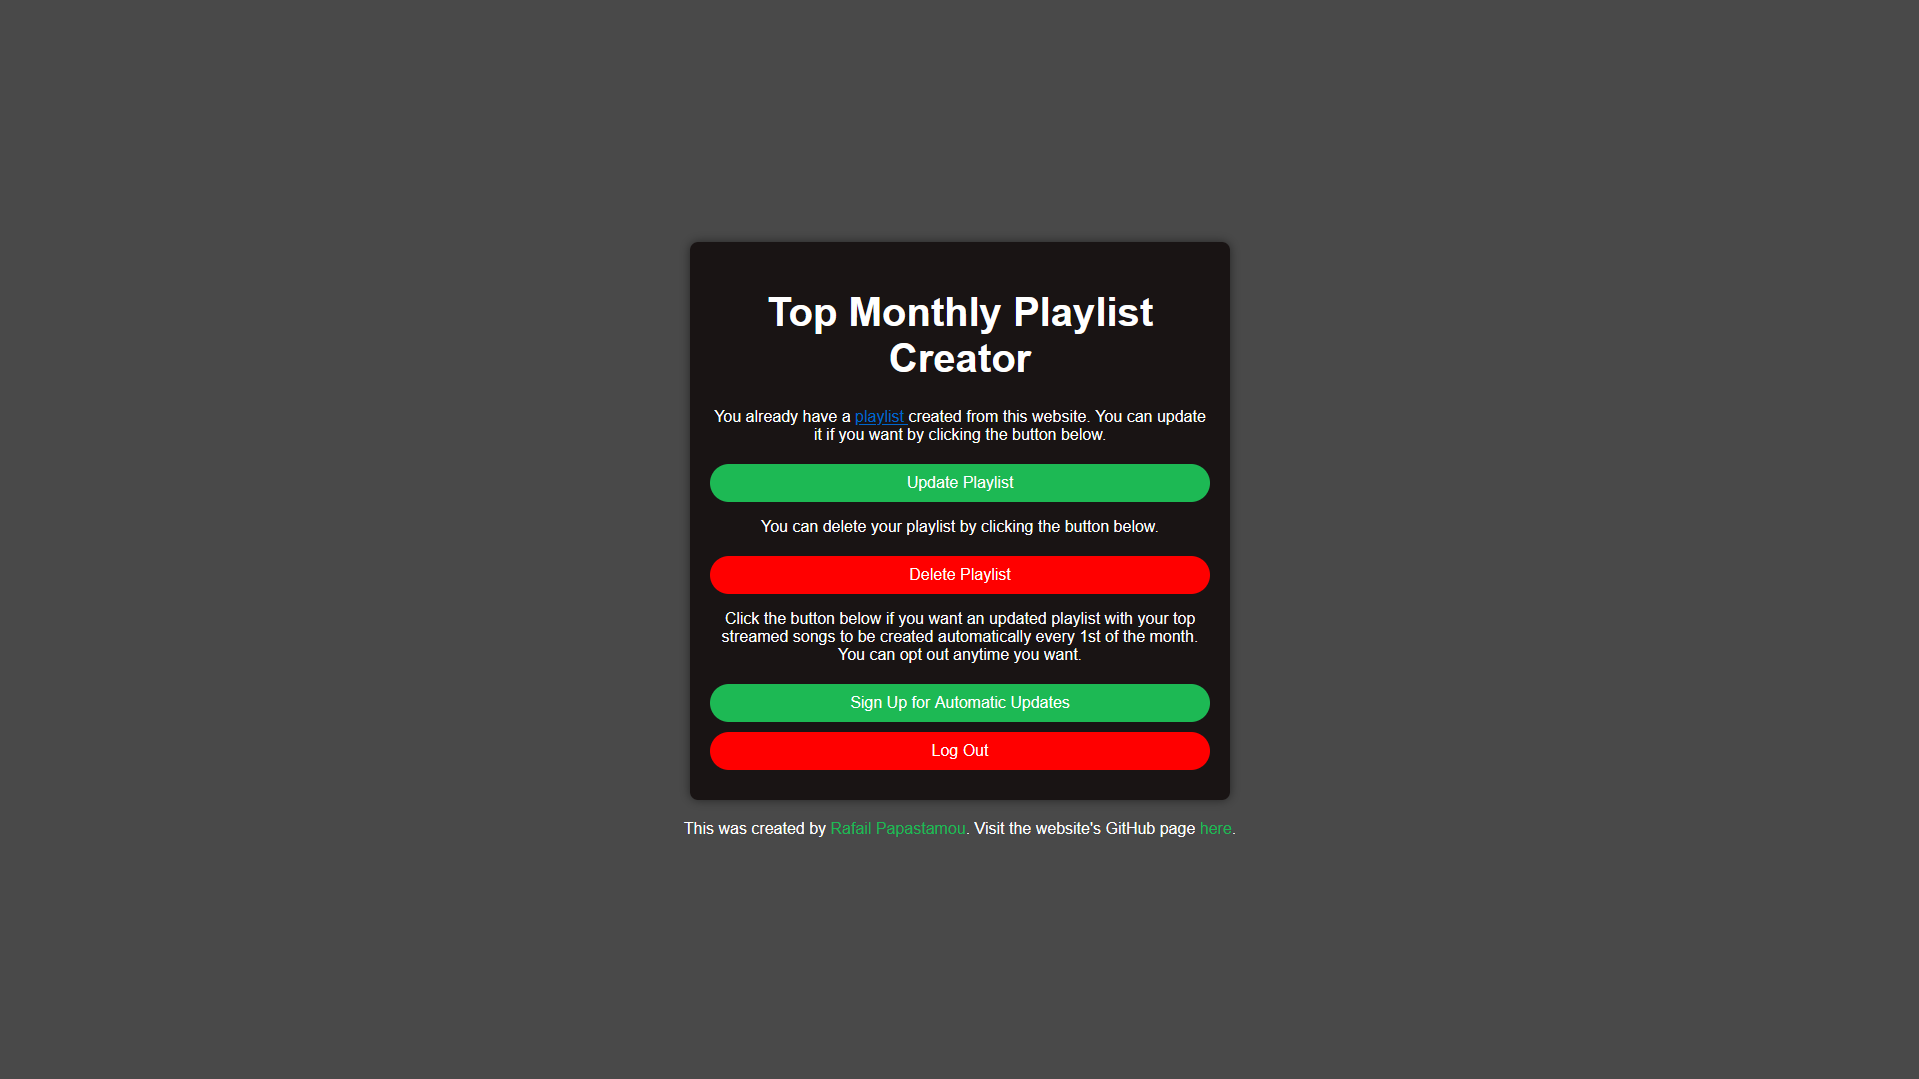 Top Monthly Playlist
Creator
You already have a playlist created from this website. You can update
it if you want by clicking the button below.
Update Playlist
You can delete your playlist by clicking the button below.
Delete Playlist
Click the button below if you want an updated playlist with your top
streamed songs to be created automatically every 1st of the month.
You can opt out anytime you want.
Sign Up for Automatic Updates
Log Out
This was created by Rafail Papastamou. Visit the website's GitHub page here.